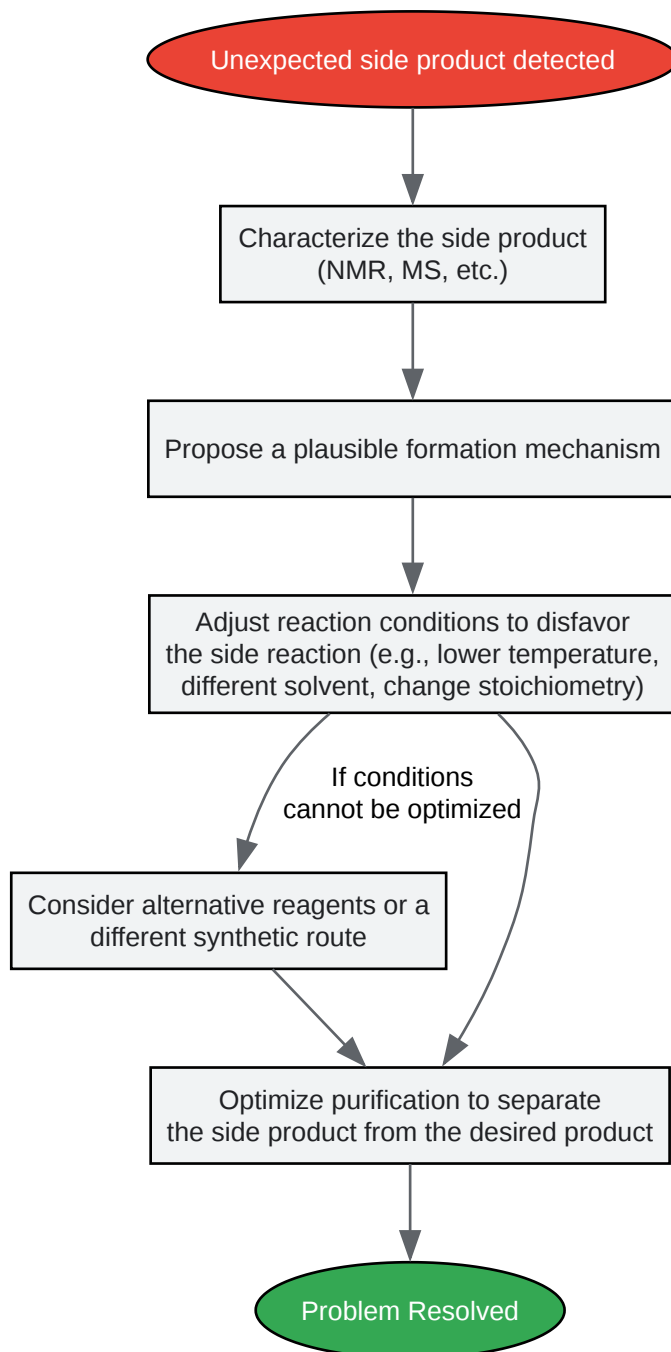 Unexpected side product detected
Characterize the side product
(NMR, MS, etc.)
Propose a plausible formation mechanism
Adjust reaction conditions to disfavor
the side reaction (e.g., lower temperature,
different solvent, change stoichiometry)
If conditions
cannot be optimized
Consider alternative reagents or a
different synthetic route
Optimize purification to separate
the side product from the desired product
Problem Resolved